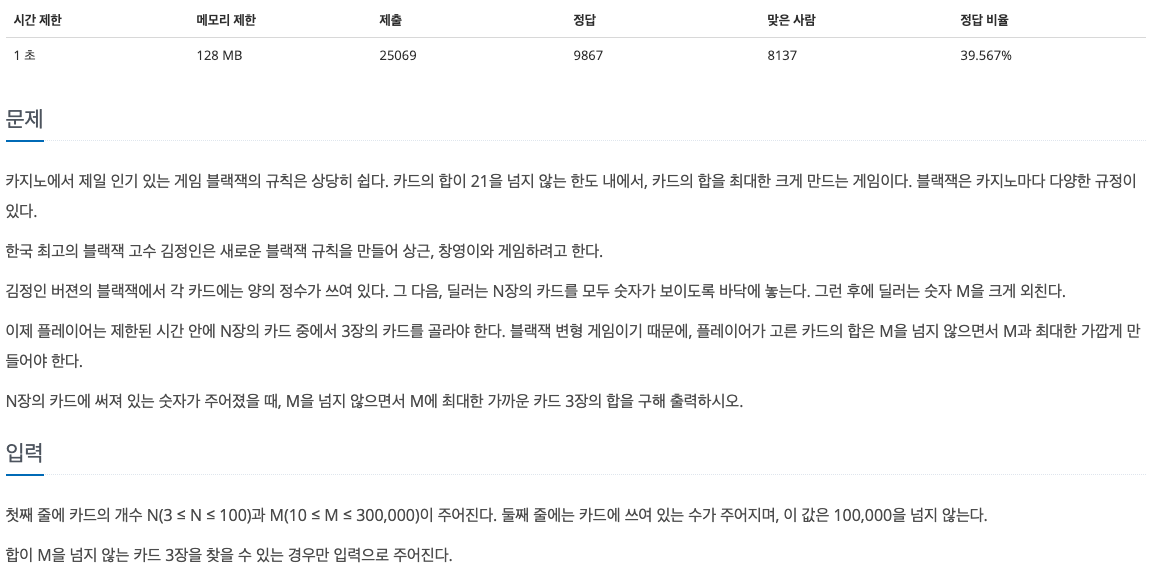 시간 제한 메모리 제한 제출 정답 맞은 사람 정답 비율
1 초 128 MB 25069 9867 8137 39.567%
문제
카지노에서 제일 인기 있는 게임 블랙잭의 규칙은 상당히 쉽다. 카드의 합이 21을 넘지 않는 한도 내에서, 카드의 합을 최대한 크게 만드는 게임이다. 블랙잭은 카지노마다 다양한 규정이
있다.
한국 최고의 블랙잭 고수 김정인은 새로운 블랙잭 규칙을 만들어 상근, 창영이와 게임하려고 한다.
김정인 버젼의 블랙잭에서 각 카드에는 양의 정수가 쓰여 있다. 그 다음, 딜러는 N장의 카드를 모두 숫자가 보이도록 바닥에 놓는다. 그런 후에 딜러는 숫자 M을 크게 외친다.
이제 플레이어는 제한된 시간 안에 N장의 카드 중에서 3장의 카드를 골라야 한다. 블랙잭 변형 게임이기 때문에, 플레이어가 고른 카드의 합은 M을 넘지 않으면서 M과 최대한 가깝게 만
들어야 한다.
N장의 카드에 써져 있는 숫자가 주어졌을 때, M을 넘지 않으면서 M에 최대한 가까운 카드 3장의 합을 구해 출력하시오.
입력
첫째 줄에 카드의 개수 N(3 ≤ N ≤ 100)과 M(10 ≤ M ≤ 300,000)이 주어진다. 둘째 줄에는 카드에 쓰여 있는 수가 주어지며, 이 값은 100,000을 넘지 않는다.
합이 M을 넘지 않는 카드 3장을 찾을 수 있는 경우만 입력으로 주어진다.